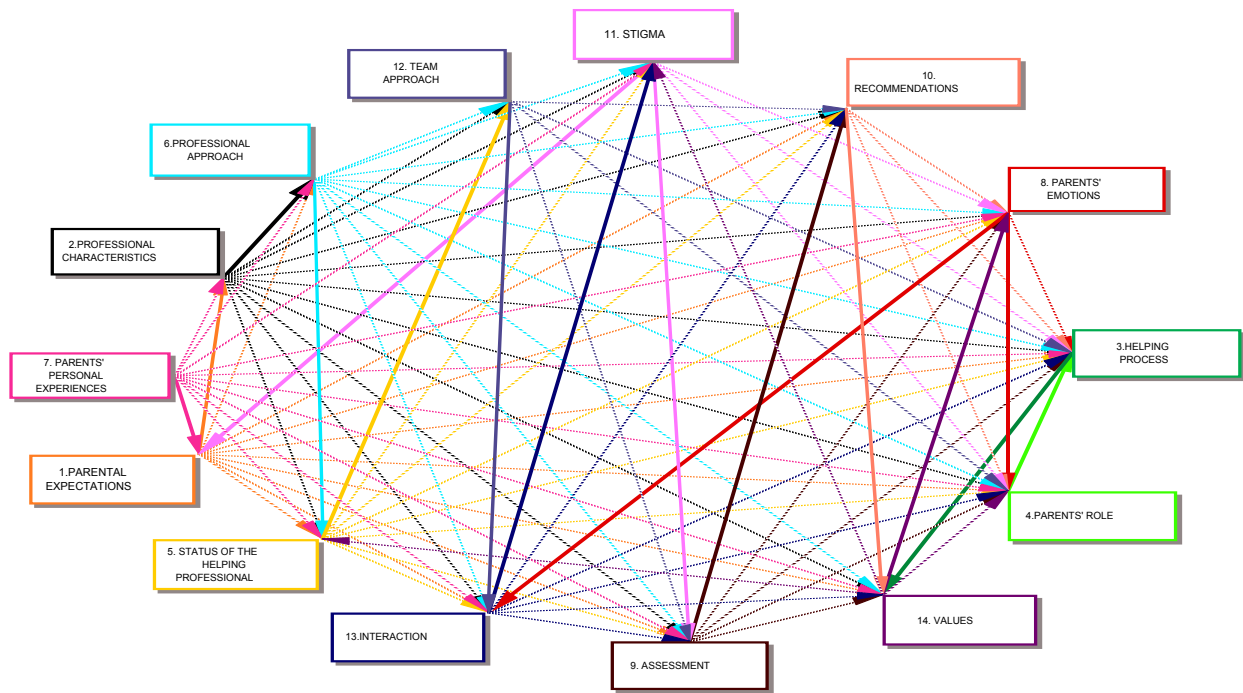 11. STIGMA
12. TEAM
APPROACH
10.
RECOMMENDATIONS
6.PROFESSIONAL
APPROACH
8. PARENTS'
EMOTIONS
2.PROFESSIONAL
CHARACTERISTICS
3.HELPING
PROCESS
7. PARENTS'
PERSONAL
EXPERIENCES
1.PARENTAL
EXPECTATIONS
4.PARENTS' ROLE
5. STATUS OF THE
HELPING
PROFESSIONAL
13.INTERACTION
14. VALUES
9. ASSESSMENT